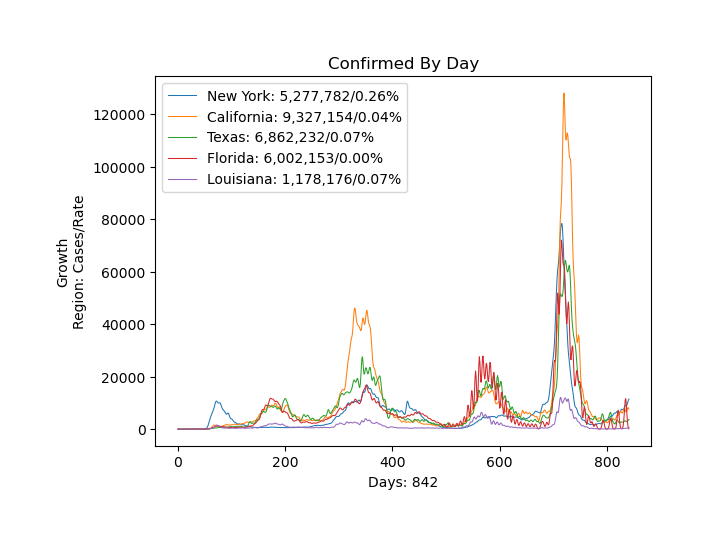 Confirmed By Day
New York: 5,277,782/0.26%
California: 9,327,154/0.04%
Texas: 6,862,232/0.07%
Florida: 6,002,153/0.00%
Louisiana: 1,178,176/0.07%
120000
100000
80000
60000
40000
20000
0
Growth
Region: Cases/Rate
0 200 400 600 800
Days: 842